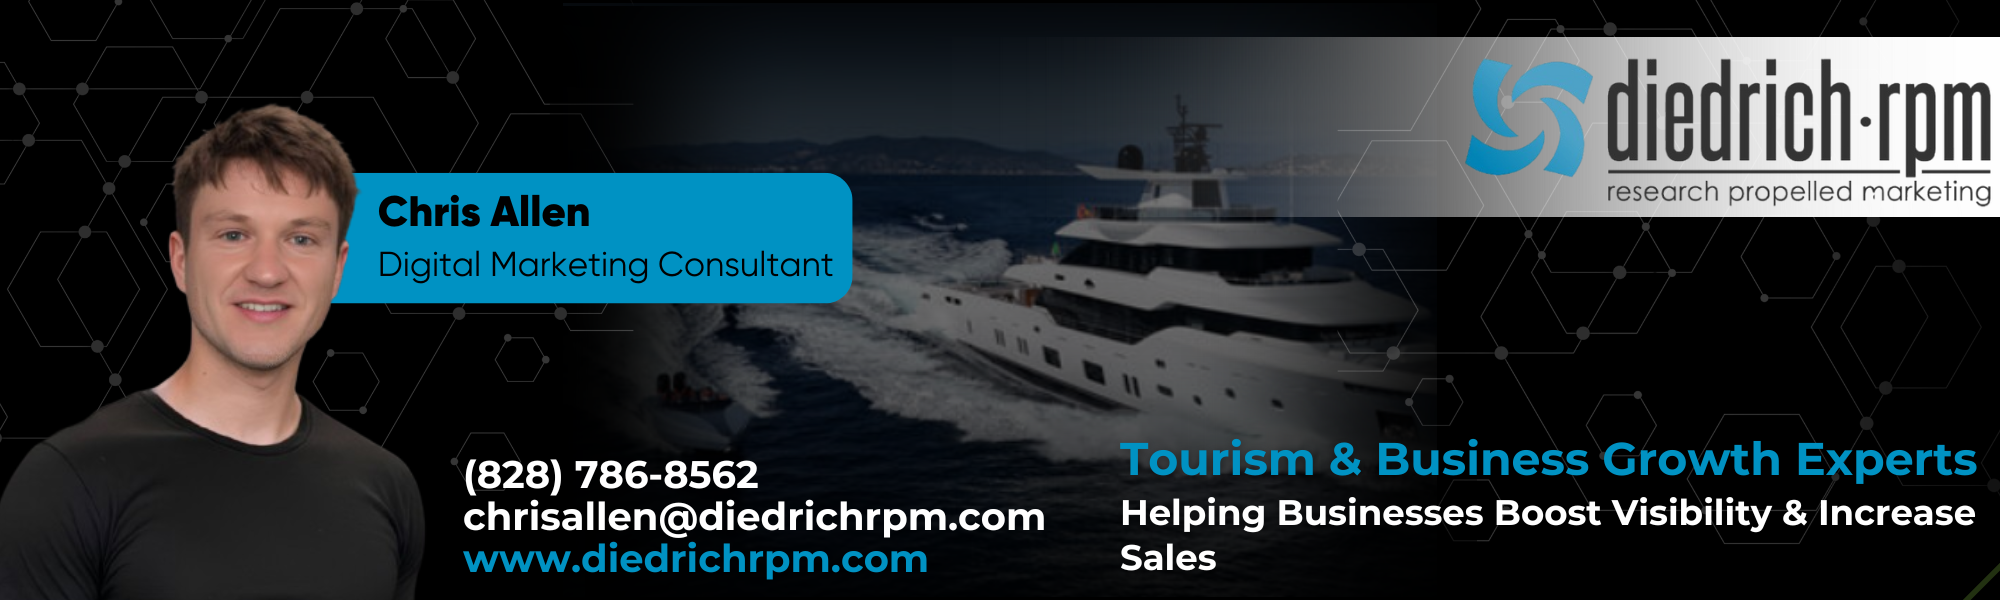 Chris Allen
Digital Marketing Consultant
diedrich·rpm
research propelled marketing
(828) 786-8562
chrisallen@diedrichrpm.com
www.diedrichrpm.com
Tourism & Business Growth Experts
Helping Businesses Boost Visibility & Increase
Sales